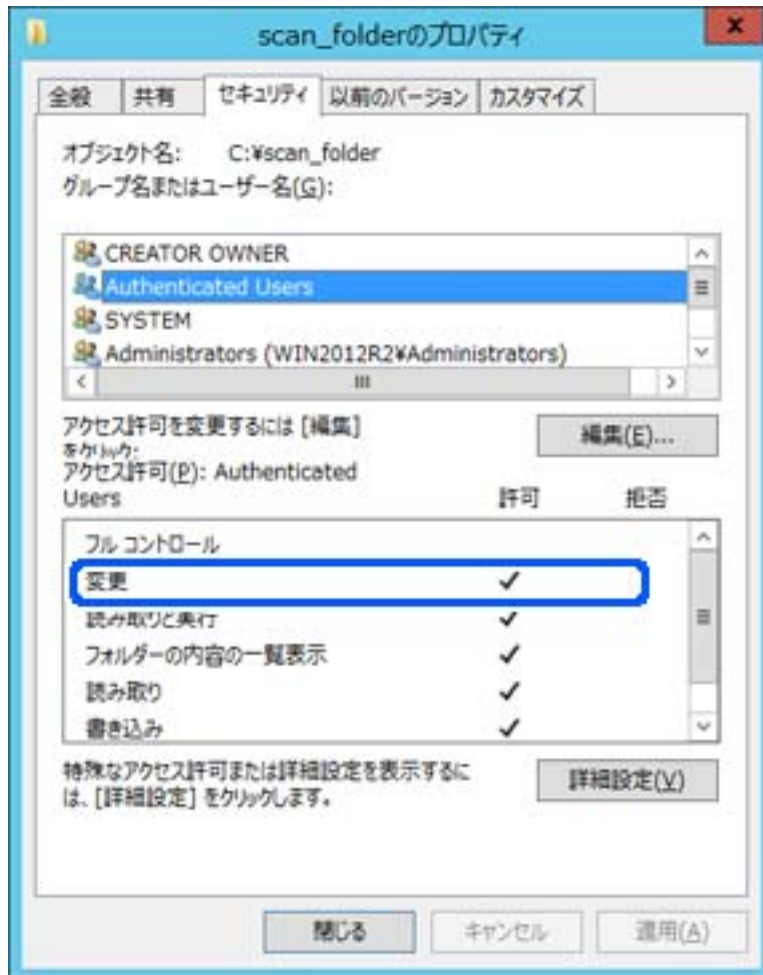 scan_folderのプロパティ
全般 共有 セキュリティ 以前のバージョン カスタマイズ
オブジェクト名: C:¥scan_folder
グループ名またはユーザー名(G):
CREATOR OWNER
Authenticated Users
SYSTEM
Administrators (WIN2012R2¥Administrators)
アクセス許可を変更するには [編集]
をクリック:
編集(E)...
アクセス許可(P): Authenticated
Users 許可 拒否
フル コントロール
変更
読み取りと実行
フォルダーの内容の一覧表示
読み取り
書き込み
特殊なアクセス許可または詳細設定を表示するに
は、[詳細設定] をクリックします。
詳細設定(V)
閉じる キャンセル 適用(A)